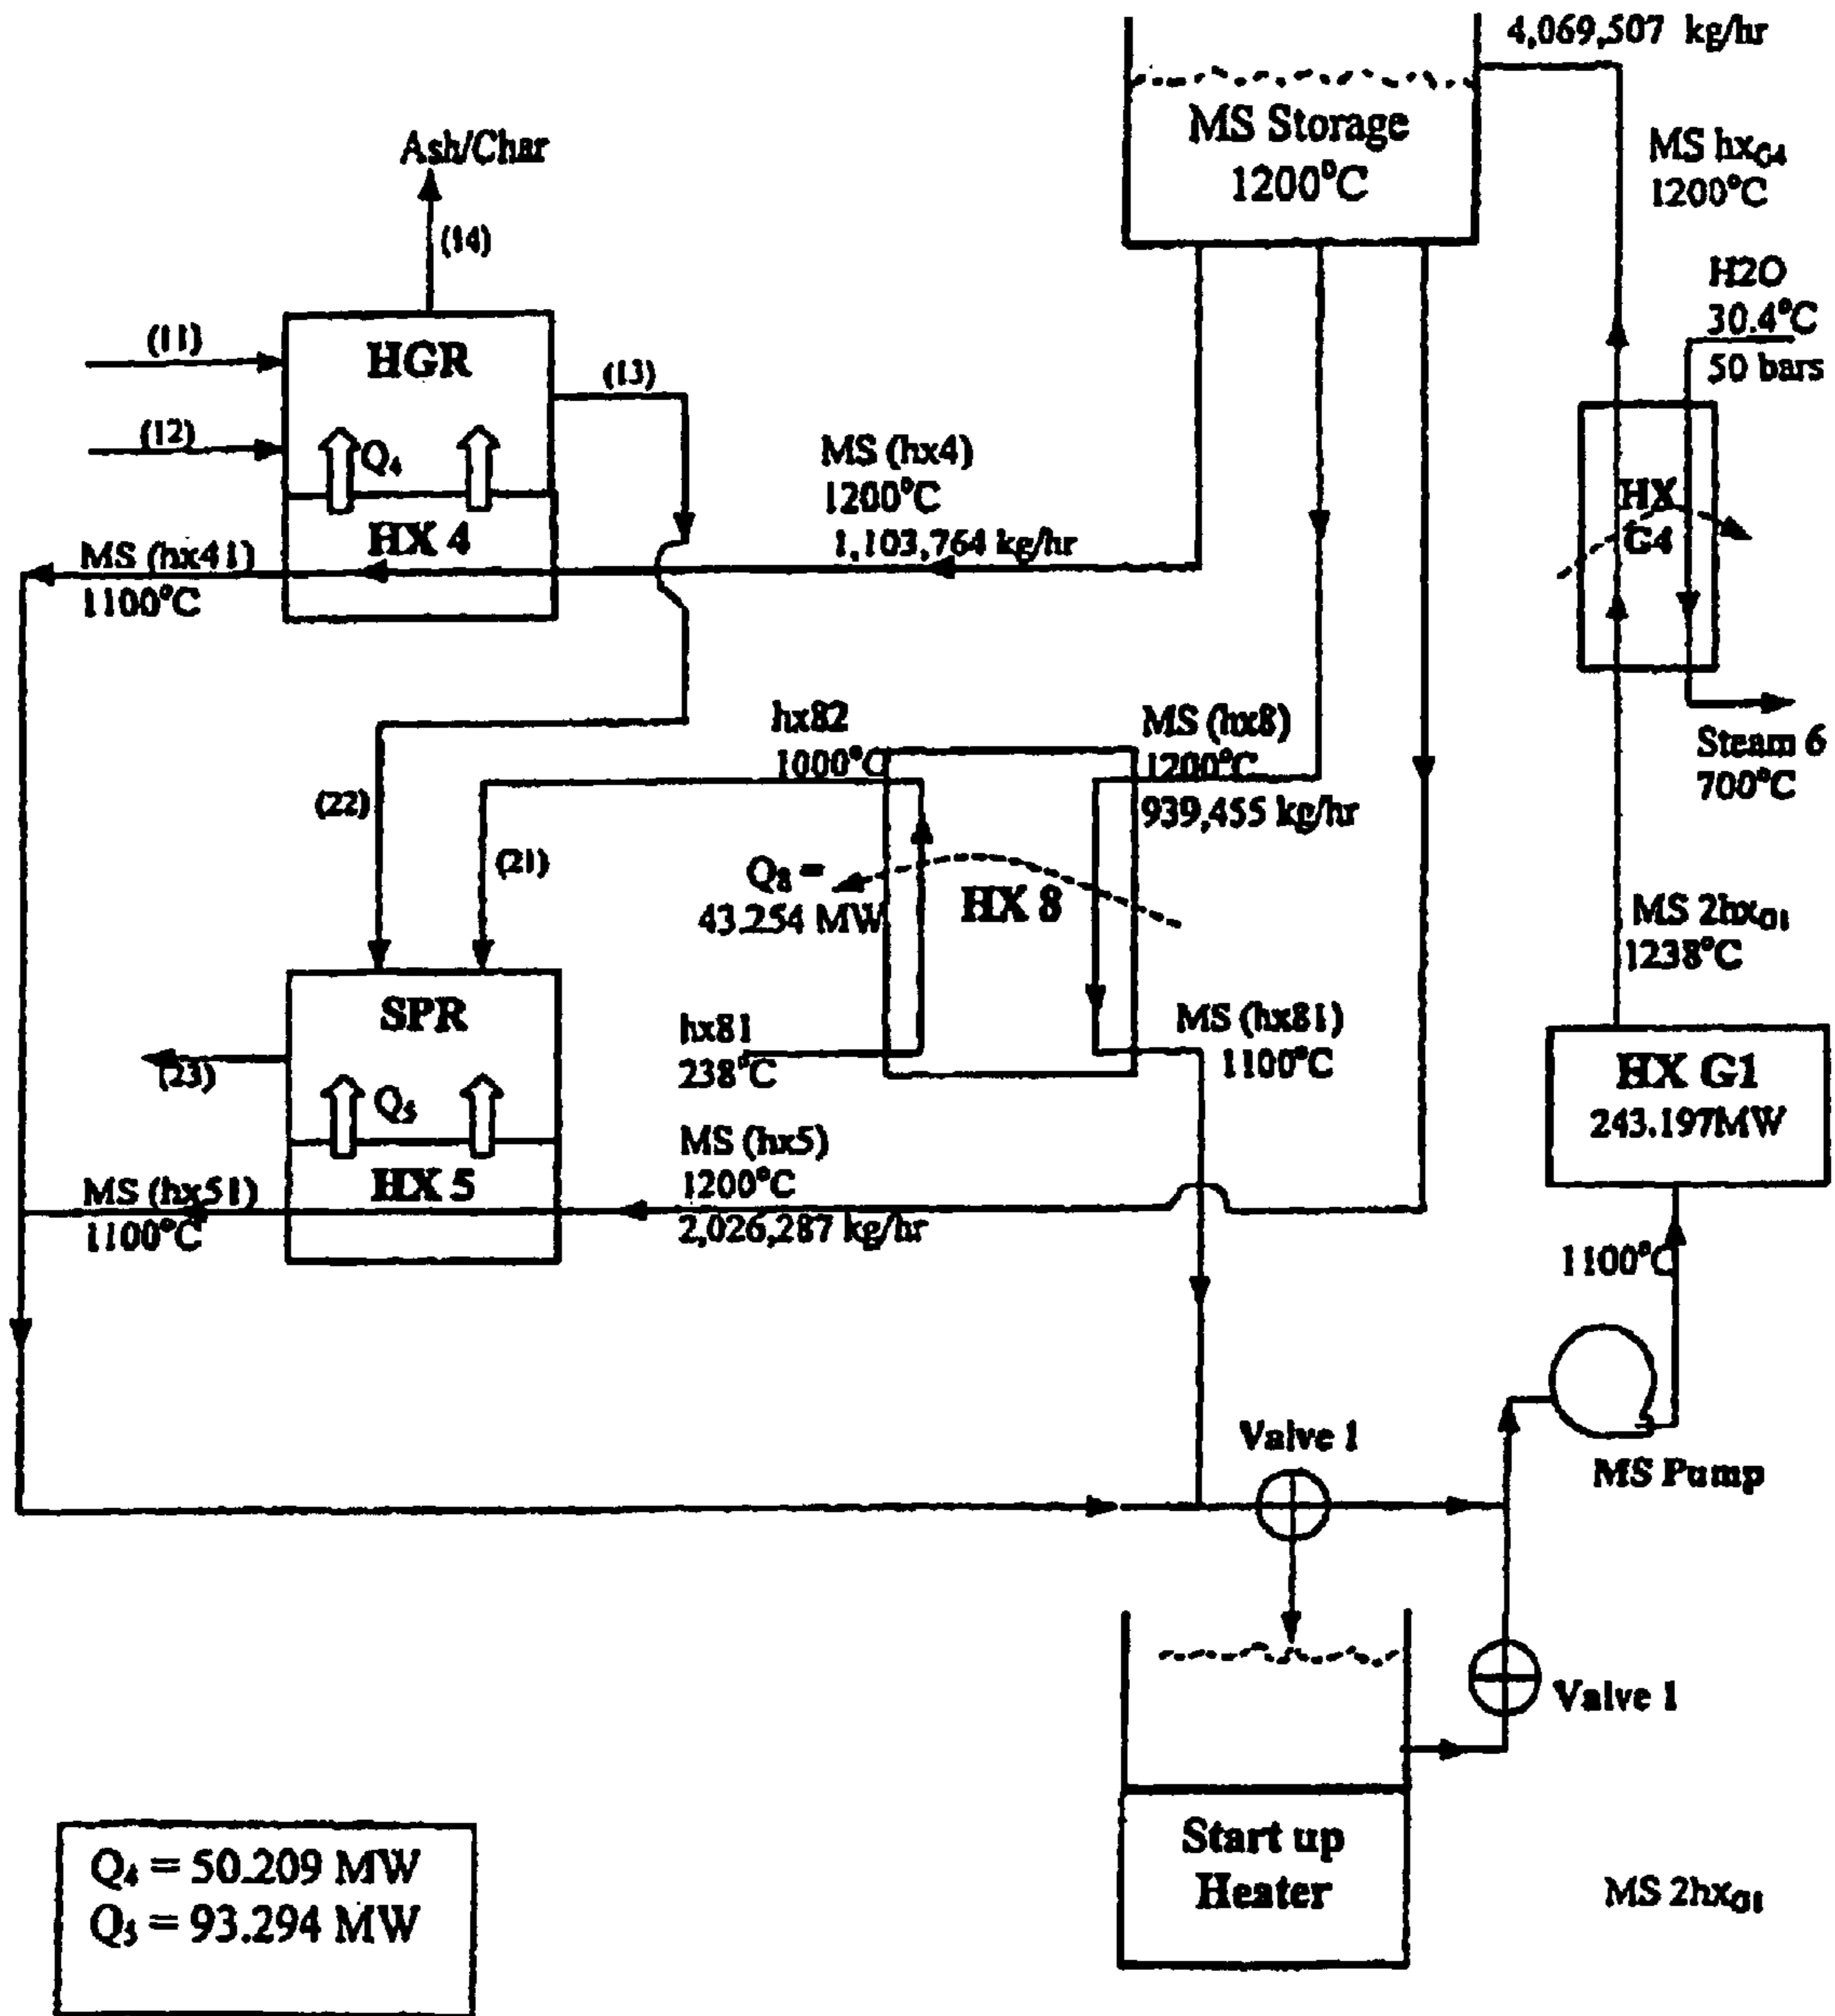 4,069,507 kg/hr
MS Storage
1200°C
MS hxG4
1200°C
Ash/Char
(14)
H2O
30.4°C
50 bars
(11)
HGR
(13)
(12)
Q4
MS (hx4)
1200°C
1,103,764 kg/hr
HX
G4
HX 4
MS (hx41)
1100°C
hx82
1000°C
MS (hx8)
1200°C
939,455 kg/hr
Steam 6
700°C
(22)
(21)
Q8 =
43.254 MW
HX 8
MS 2hxG1
1238°C
SPR
hx81
238°C
MS (hx81)
1100°C
(23)
Q5
HX G1
243.197MW
MS (hx5)
1200°C
2,026,287 kg/hr
HX 5
MS (hx51)
1100°C
1100°C
Valve 1
MS Pump
Valve 1
Start up
Heater
Q4 = 50.209 MW
Q5 = 93.294 MW
MS 2hxG1